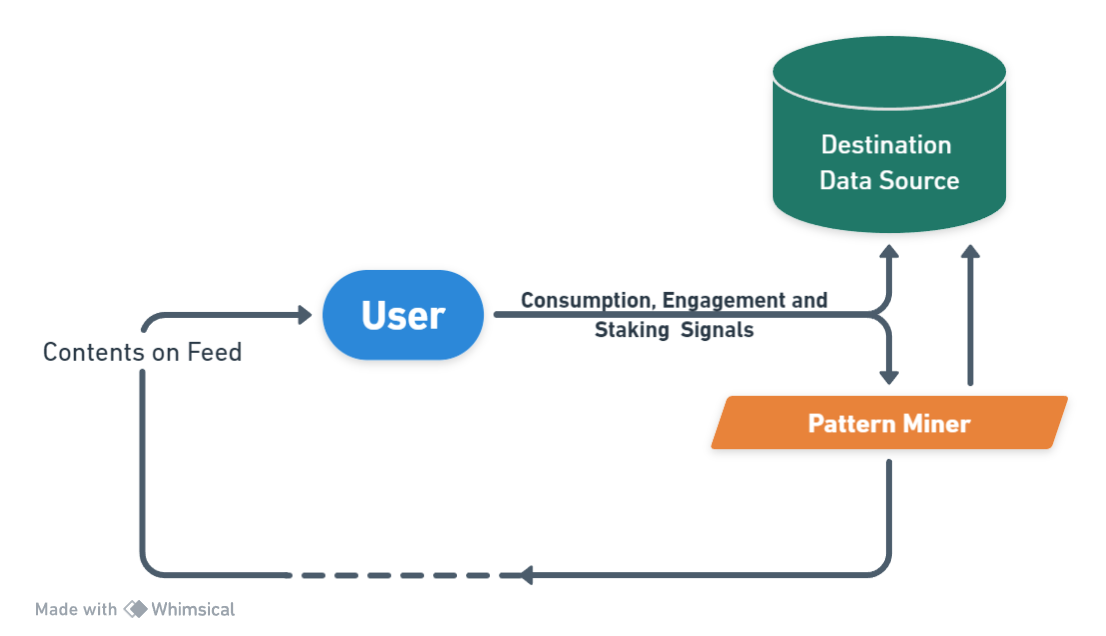 Destination
Data Source
User
Consumption, Engagement and
Staking Signals
Contents on Feed
Pattern Miner
Made with Whimsical